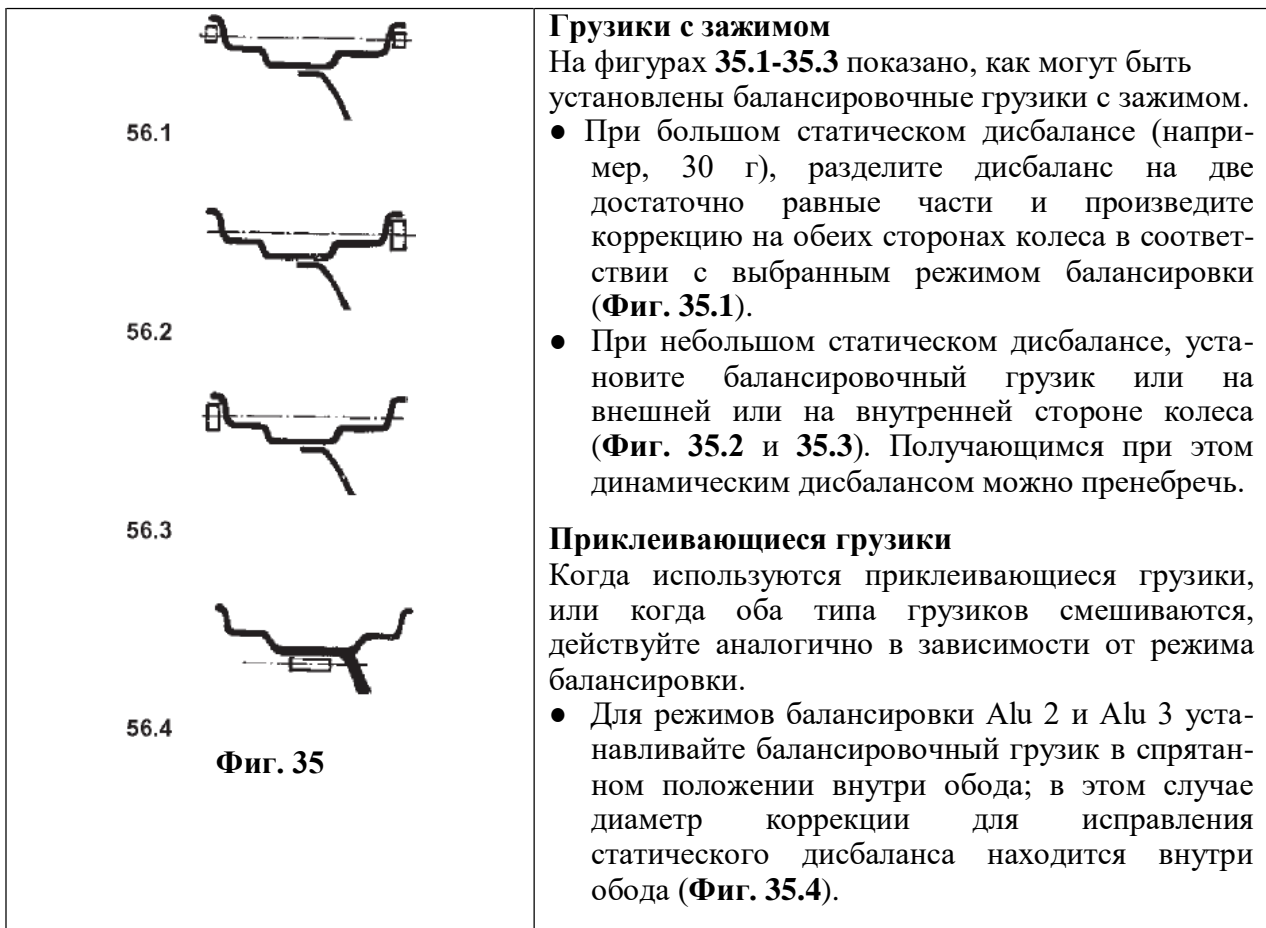 56.1
56.2
56.3
56.4
Фиг. 35
Грузики с зажимом
На фигурах 35.1-35.3 показано, как могут быть
установлены балансировочные грузики с зажимом.
● При большом статическом дисбалансе (напри-
мер, 30 г), разделите дисбаланс на две
достаточно равные части и произведите
коррекцию на обеих сторонах колеса в соответ-
ствии с выбранным режимом балансировки
(Фиг. 35.1).
● При небольшом статическом дисбалансе, уста-
новите балансировочный грузик или на
внешней или на внутренней стороне колеса
(Фиг. 35.2 и 35.3). Получающимся при этом
динамическим дисбалансом можно пренебречь.
Приклеивающиеся грузики
Когда используются приклеивающиеся грузики,
или когда оба типа грузиков смешиваются,
действуйте аналогично в зависимости от режима
балансировки.
● Для режимов балансировки Alu 2 и Alu 3 уста-
навливайте балансировочный грузик в спрятан-
ном положении внутри обода; в этом случае
диаметр коррекции для исправления
статического дисбаланса находится внутри
обода (Фиг. 35.4).